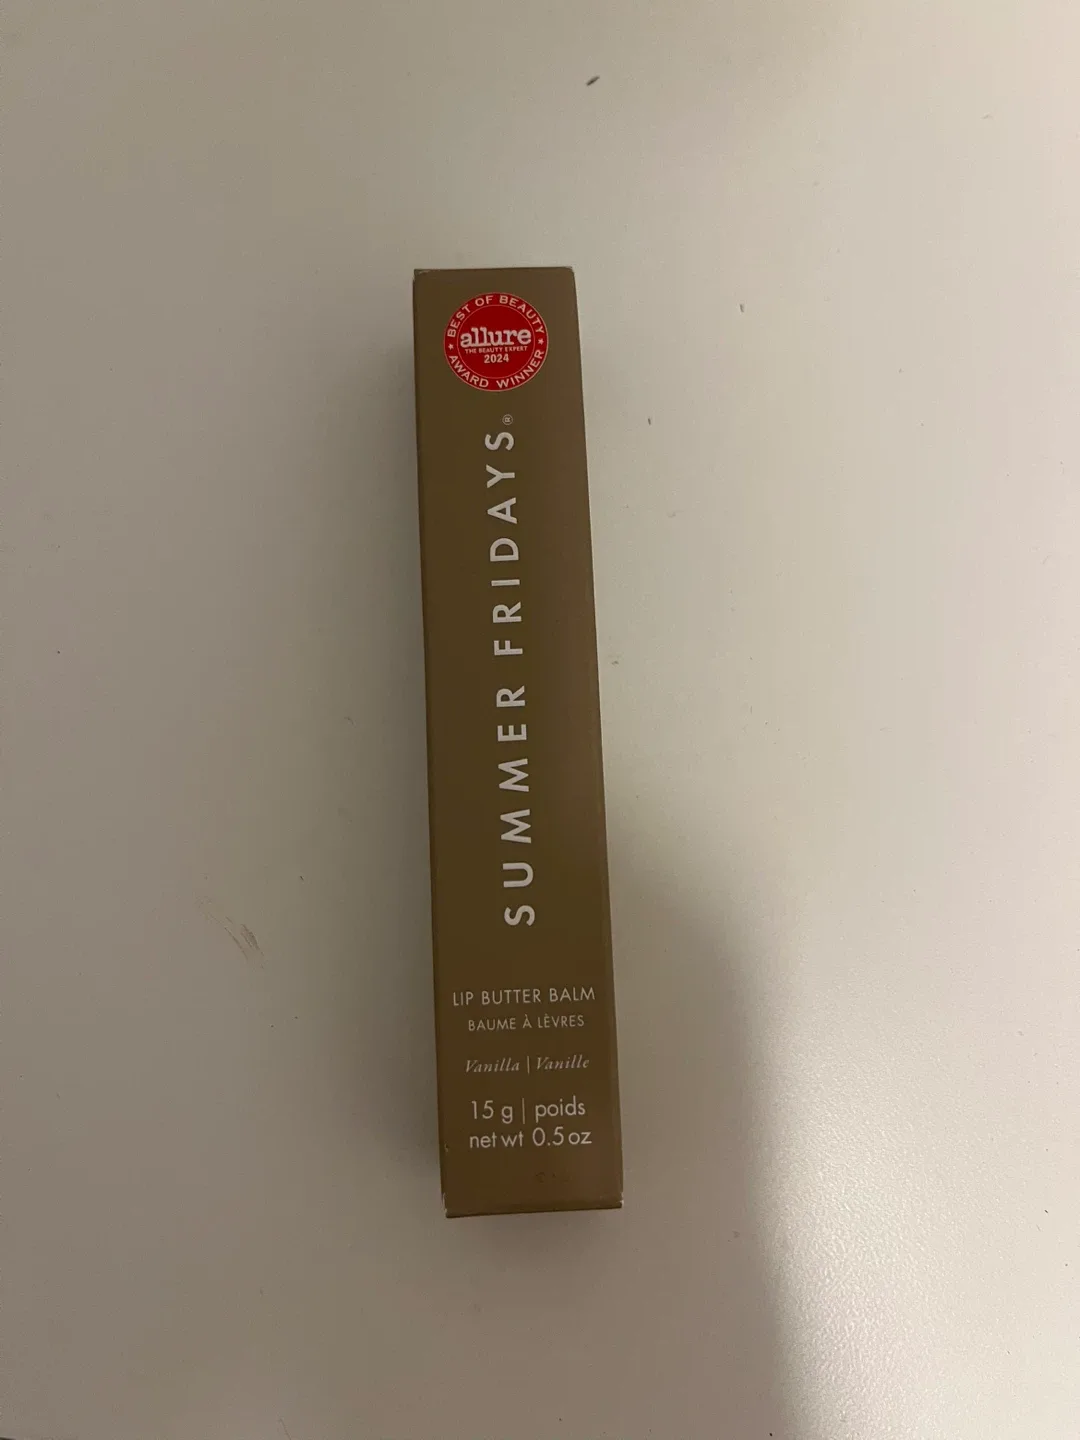 BEST OF BEAUTY
allure
THE BEAUTY EXPERT
2024
AWARD WINNER
SUMMER FRIDAYS®
LIP BUTTER BALM
BAUME À LÈVRES
Vanilla | Vanille
15 g | poids
net wt 0.5 oz